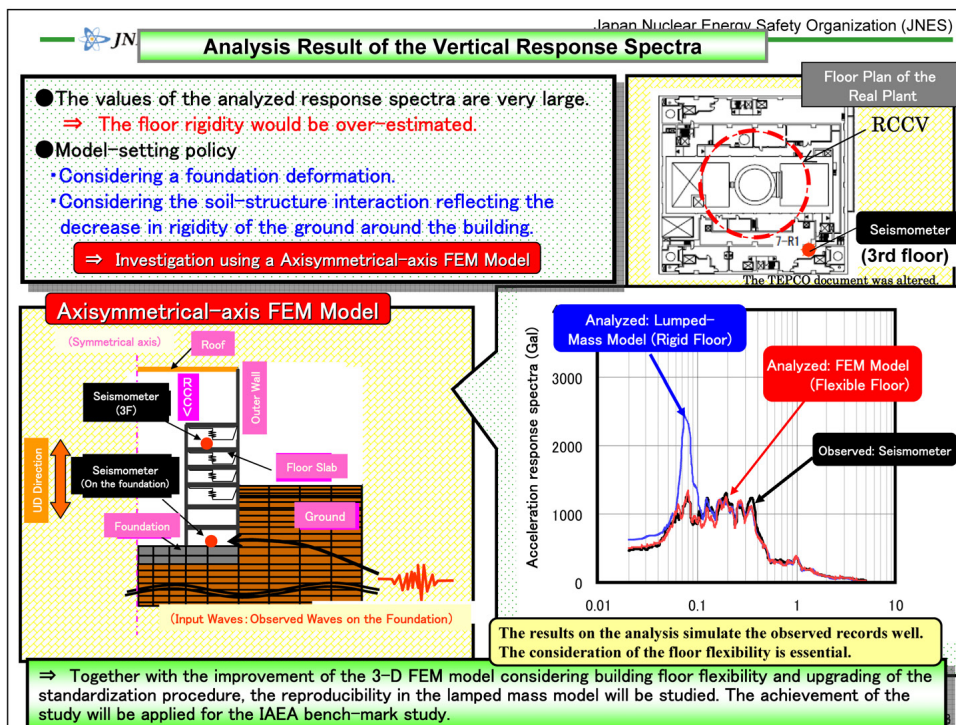 Japan Nuclear Energy Safety Organization (JNES)
Analysis Result of the Vertical Response Spectra
●The values of the analyzed response spectra are very large.
⇒ The floor rigidity would be over-estimated.
●Model-setting policy
・Considering a foundation deformation.
・Considering the soil-structure interaction reflecting the
decrease in rigidity of the ground around the building.
⇒ Investigation using a Axisymmetrical-axis FEM Model
Floor Plan of the
Real Plant
RCCV
7-R1
Seismometer
(3rd floor)
The TEPCO document was altered.
Axisymmetrical-axis FEM Model
(Symmetrical axis)
Roof
RCCV
Outer Wall
Seismometer
(3F)
UD Direction
Seismometer
(On the foundation)
Floor Slab
Foundation
Ground
(Input Waves:Observed Waves on the Foundation)
Analyzed: Lumped-
Mass Model (Rigid Floor)
Analyzed: FEM Model
(Flexible Floor)
Observed: Seismometer
Acceleration response spectra (Gal)
3000
2000
1000
0
0.01 0.1 1 10
The results on the analysis simulate the observed records well.
The consideration of the floor flexibility is essential.
⇒ Together with the improvement of the 3-D FEM model considering building floor flexibility and upgrading of the
standardization procedure, the reproducibility in the lamped mass model will be studied. The achievement of the
study will be applied for the IAEA bench-mark study.